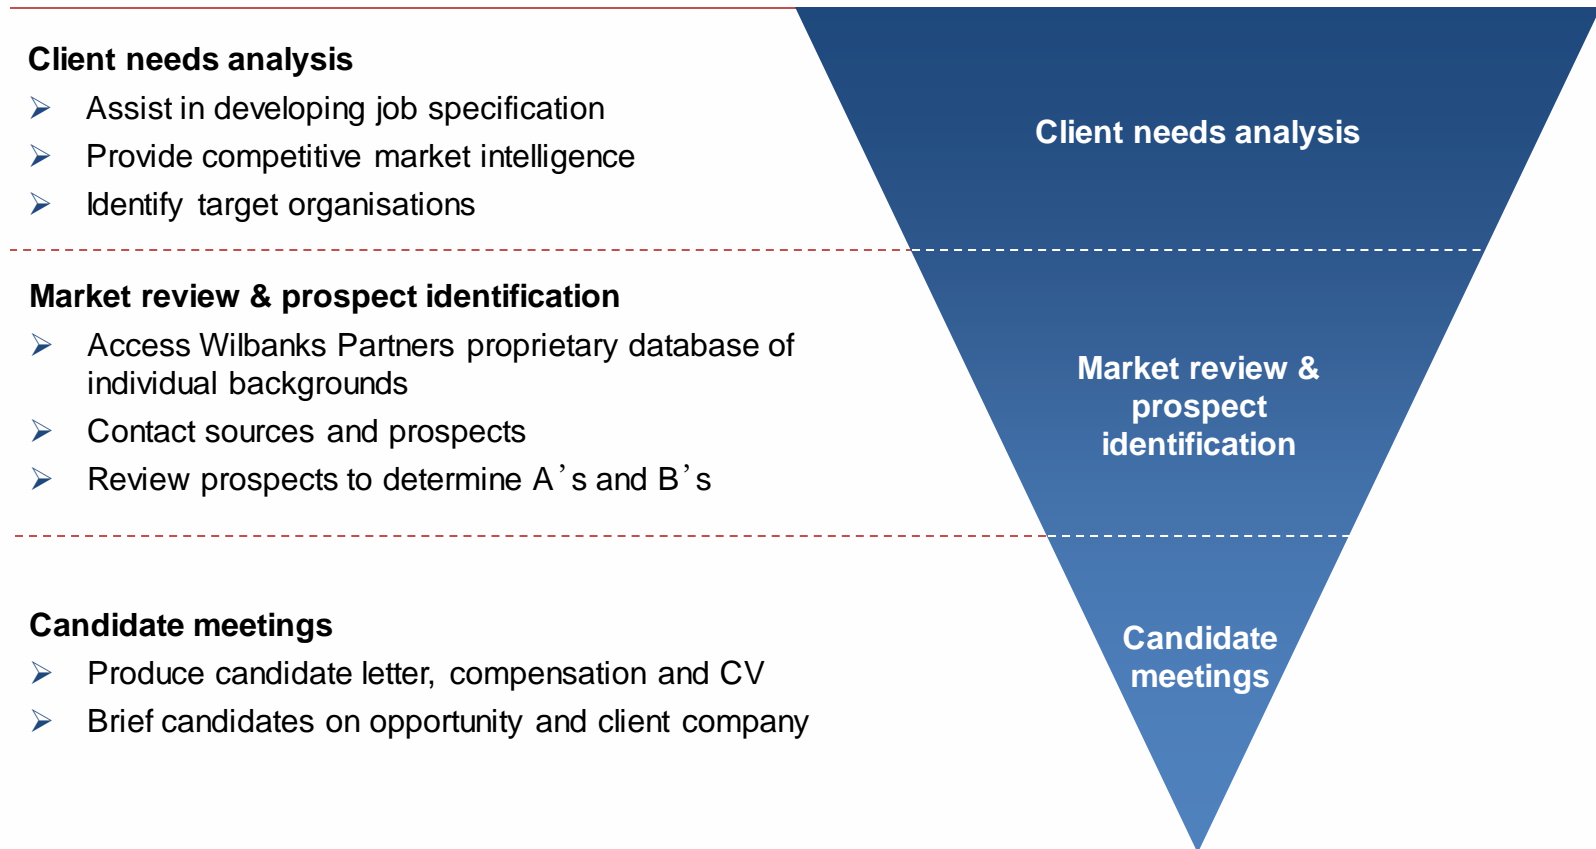 Client needs analysis
➢ Assist in developing job specification
➢ Provide competitive market intelligence
➢ Identify target organisations
Market review & prospect identification
➢ Access Wilbanks Partners proprietary database of
individual backgrounds
➢ Contact sources and prospects
➢ Review prospects to determine A’s and B’s
Candidate meetings
➢ Produce candidate letter, compensation and CV
➢ Brief candidates on opportunity and client company
Client needs analysis
Market review &
prospect
identification
Candidate
meetings